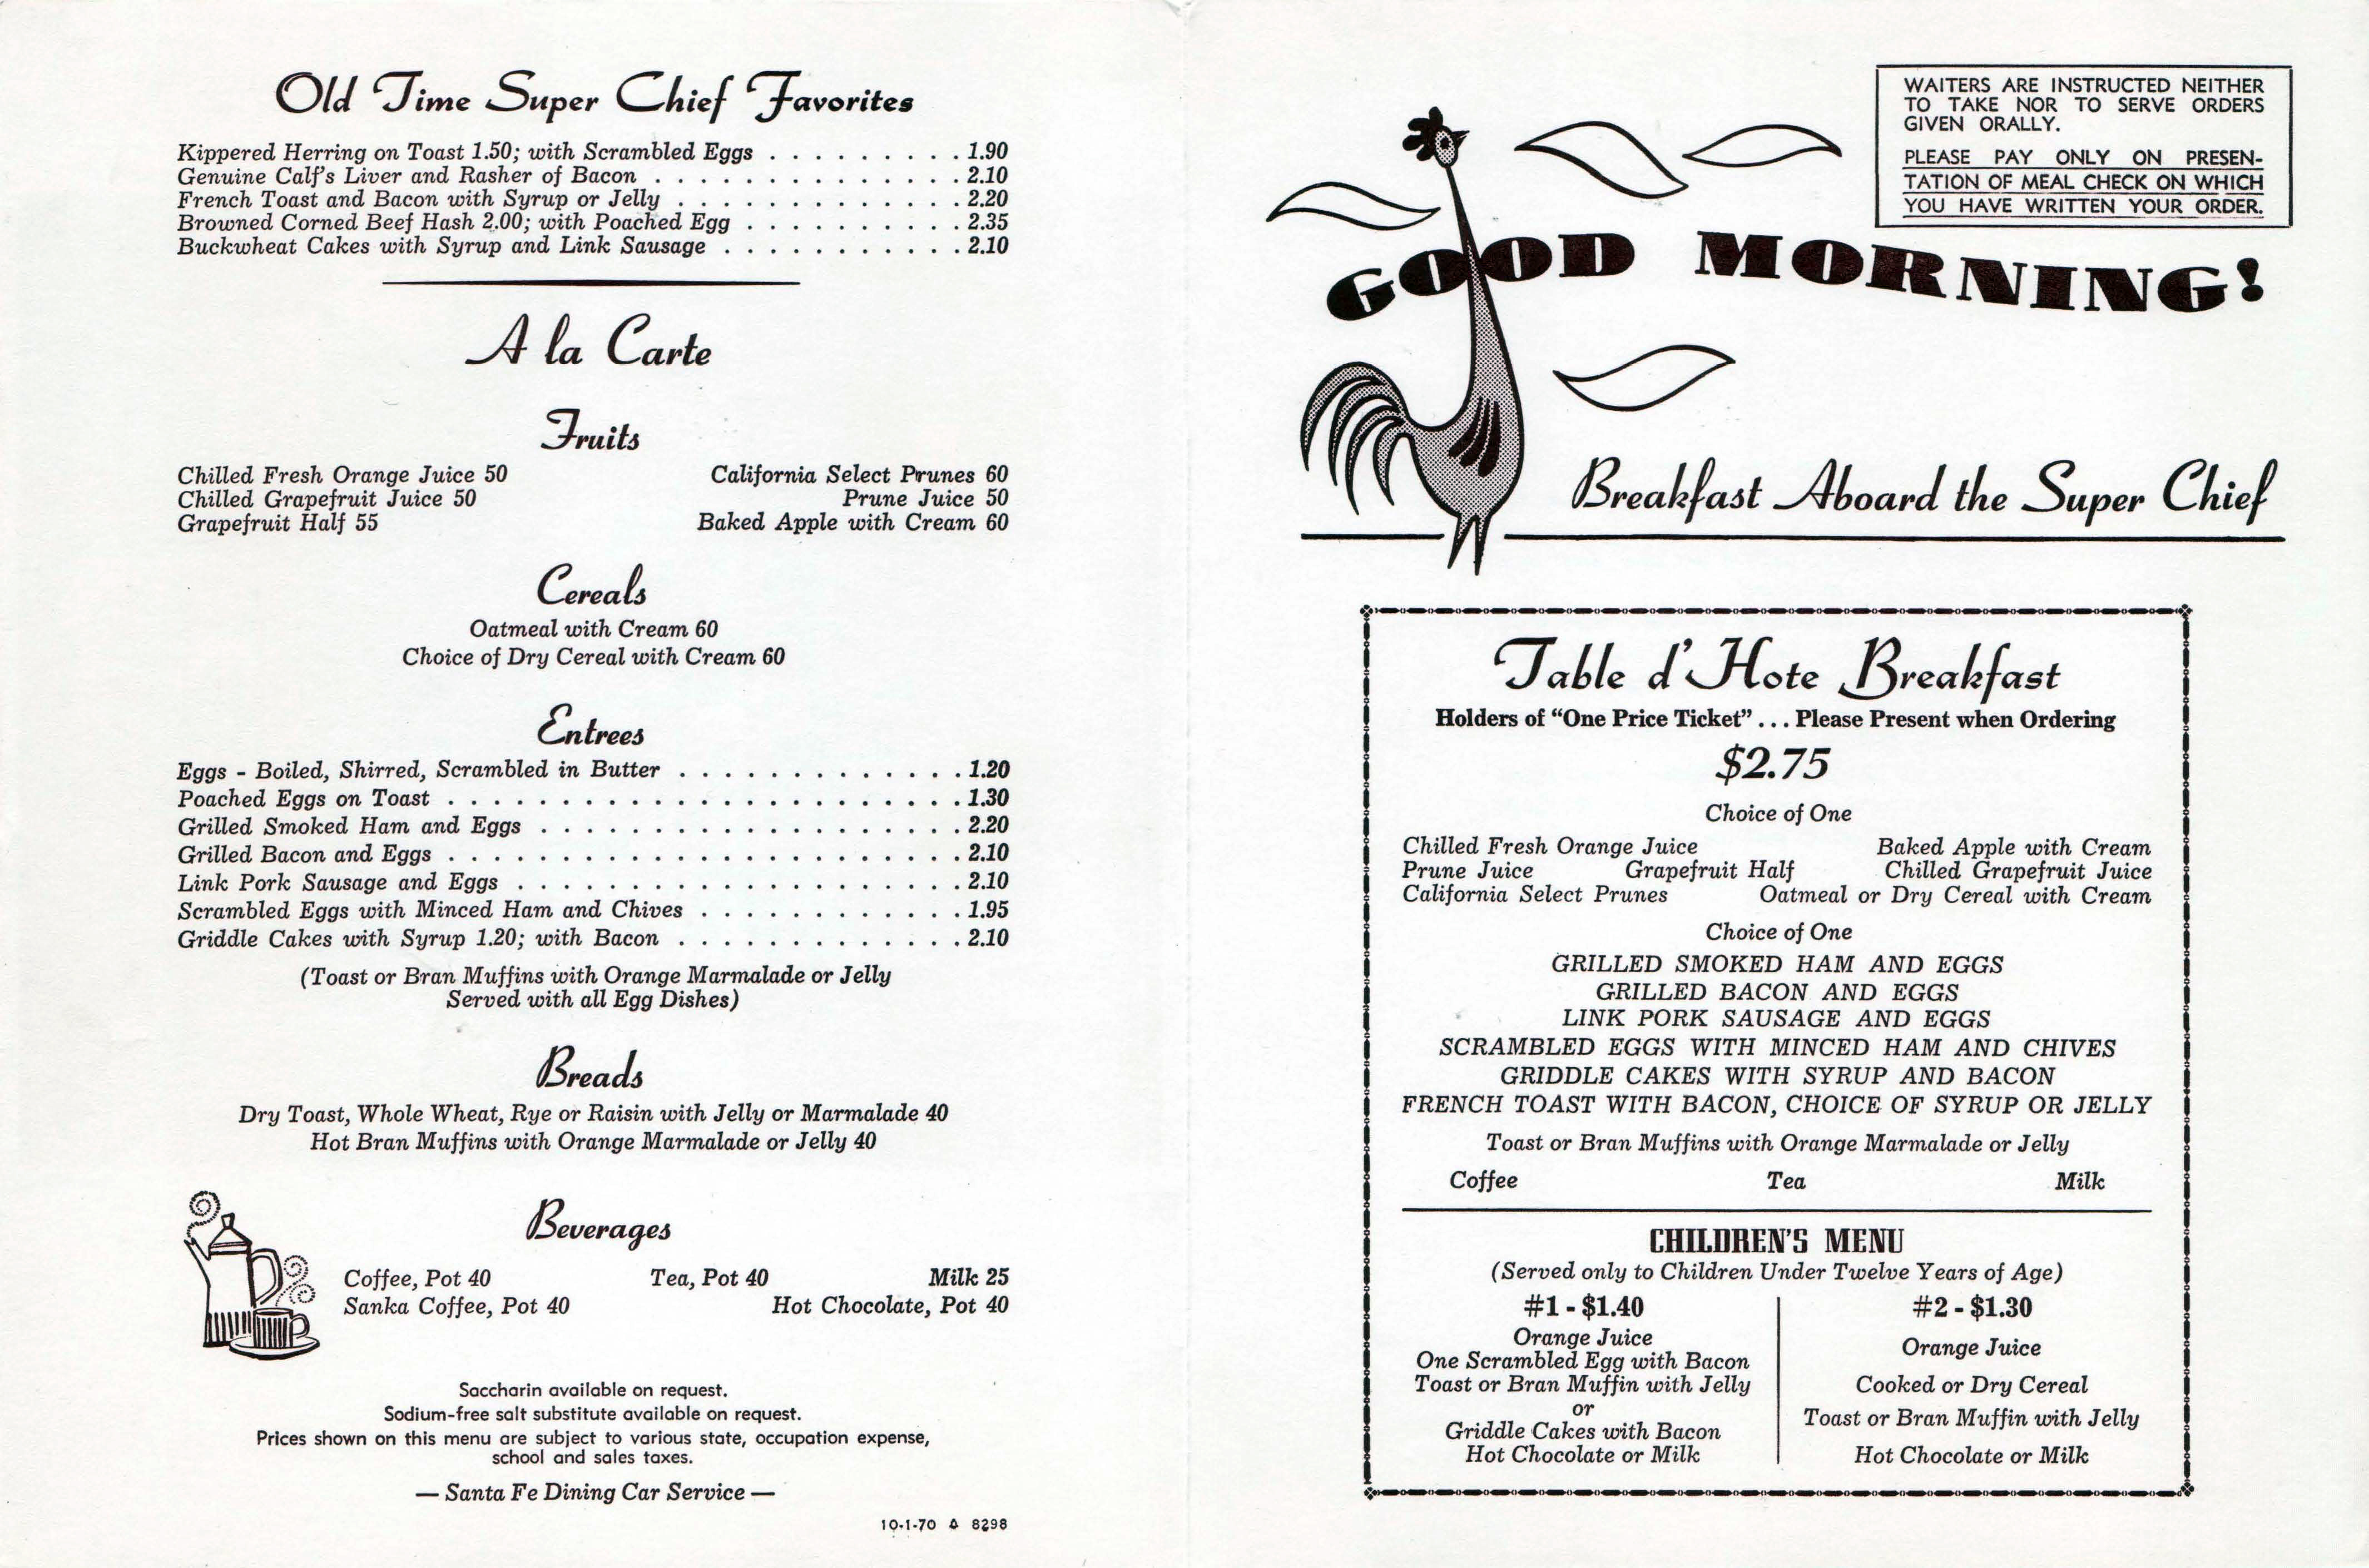 Old Time Super Chief Favorites
Kippered Herring on Toast 1.50; with Scrambled Eggs . . . . . . . . . 1.90
Genuine Calf's Liver and Rasher of Bacon . . . . . . . . . . . . . . 2.10
French Toast and Bacon with Syrup or Jelly . . . . . . . . . . . . . 2.20
Browned Corned Beef Hash 2.00; with Poached Egg . . . . . . . . . . 2.35
Buckwheat Cakes with Syrup and Link Sausage . . . . . . . . . . . 2.10
A la Carte
Fruits
Chilled Fresh Orange Juice 50 California Select Prunes 60
Chilled Grapefruit Juice 50 Prune Juice 50
Grapefruit Half 55 Baked Apple with Cream 60
Cereals
Oatmeal with Cream 60
Choice of Dry Cereal with Cream 60
Entrees
Eggs - Boiled, Shirred, Scrambled in Butter . . . . . . . . . . . . . 1.20
Poached Eggs on Toast . . . . . . . . . . . . . . . . . . . . . . . 1.30
Grilled Smoked Ham and Eggs . . . . . . . . . . . . . . . . . . . 2.20
Grilled Bacon and Eggs . . . . . . . . . . . . . . . . . . . . . . . 2.10
Link Pork Sausage and Eggs . . . . . . . . . . . . . . . . . . . . 2.10
Scrambled Eggs with Minced Ham and Chives . . . . . . . . . . . . 1.95
Griddle Cakes with Syrup 1.20; with Bacon . . . . . . . . . . . . . 2.10
(Toast or Bran Muffins with Orange Marmalade or Jelly
Served with all Egg Dishes)
Breads
Dry Toast, Whole Wheat, Rye or Raisin with Jelly or Marmalade 40
Hot Bran Muffins with Orange Marmalade or Jelly 40
Beverages
Coffee, Pot 40 Tea, Pot 40 Milk 25
Sanka Coffee, Pot 40 Hot Chocolate, Pot 40
Saccharin available on request.
Sodium-free salt substitute available on request.
Prices shown on this menu are subject to various state, occupation expense,
school and sales taxes.
— Santa Fe Dining Car Service —
10-1-70 A 8298
WAITERS ARE INSTRUCTED NEITHER
TO TAKE NOR TO SERVE ORDERS
GIVEN ORALLY.
PLEASE PAY ONLY ON PRESEN-
TATION OF MEAL CHECK ON WHICH
YOU HAVE WRITTEN YOUR ORDER.
GOOD MORNING!
Breakfast Aboard the Super Chief
Table d'Hote Breakfast
Holders of "One Price Ticket" . . . Please Present when Ordering
$2.75
Choice of One
Chilled Fresh Orange Juice Baked Apple with Cream
Prune Juice Grapefruit Half Chilled Grapefruit Juice
California Select Prunes Oatmeal or Dry Cereal with Cream
Choice of One
GRILLED SMOKED HAM AND EGGS
GRILLED BACON AND EGGS
LINK PORK SAUSAGE AND EGGS
SCRAMBLED EGGS WITH MINCED HAM AND CHIVES
GRIDDLE CAKES WITH SYRUP AND BACON
FRENCH TOAST WITH BACON, CHOICE OF SYRUP OR JELLY
Toast or Bran Muffins with Orange Marmalade or Jelly
Coffee Tea Milk
CHILDREN'S MENU
(Served only to Children Under Twelve Years of Age)
#1 - $1.40
Orange Juice
One Scrambled Egg with Bacon
Toast or Bran Muffin with Jelly
or
Griddle Cakes with Bacon
Hot Chocolate or Milk
#2 - $1.30
Orange Juice
Cooked or Dry Cereal
Toast or Bran Muffin with Jelly
Hot Chocolate or Milk